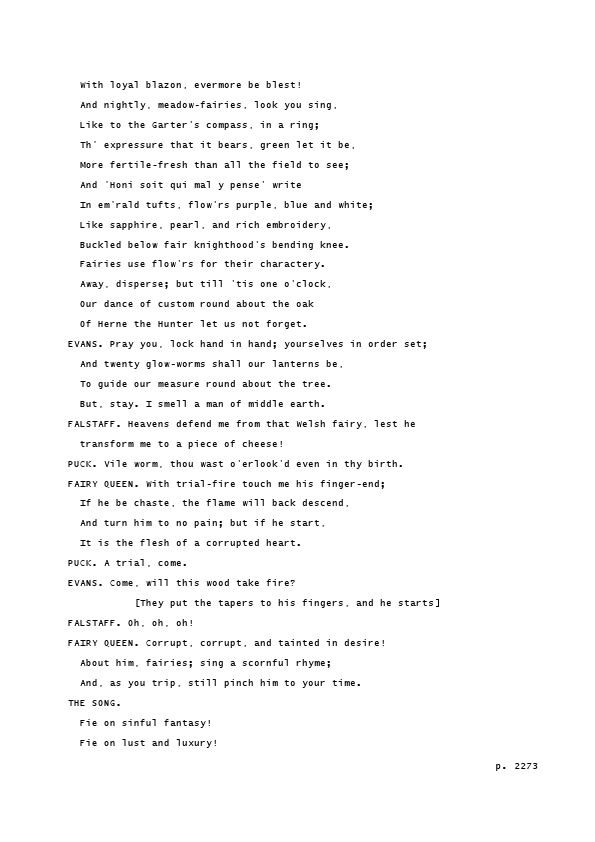 With loyal blazon, evermore be blest!
And nightly, meadow-fairies, look you sing,
Like to the Garter's compass, in a ring;
Th' expressure that it bears, green let it be,
More fertile-fresh than all the field to see;
And 'Honi soit qui mal y pense' write
In em'rald tufts, flow'rs purple, blue and white;
Like sapphire, pearl, and rich embroidery,
Buckled below fair knighthood's bending knee.
Fairies use flow'rs for their charactery.
Away, disperse; but till 'tis one o'clock,
Our dance of custom round about the oak
Of Herne the Hunter let us not forget.
EVANS. Pray you, lock hand in hand; yourselves in order set;
And twenty glow-worms shall our lanterns be,
To guide our measure round about the tree.
But, stay. I smell a man of middle earth.
FALSTAFF. Heavens defend me from that Welsh fairy, lest he
transform me to a piece of cheese!
PUCK. Vile worm, thou wast o'erlook'd even in thy birth.
FAIRY QUEEN. With trial-fire touch me his finger-end;
If he be chaste, the flame will back descend,
And turn him to no pain; but if he start,
It is the flesh of a corrupted heart.
PUCK. A trial, come.
EVANS. Come, will this wood take fire?
[They put the tapers to his fingers, and he starts]
FALSTAFF. Oh, oh, oh!
FAIRY QUEEN. Corrupt, corrupt, and tainted in desire!
About him, fairies; sing a scornful rhyme;
And, as you trip, still pinch him to your time.
THE SONG.
Fie on sinful fantasy!
Fie on lust and luxury!
p. 2273